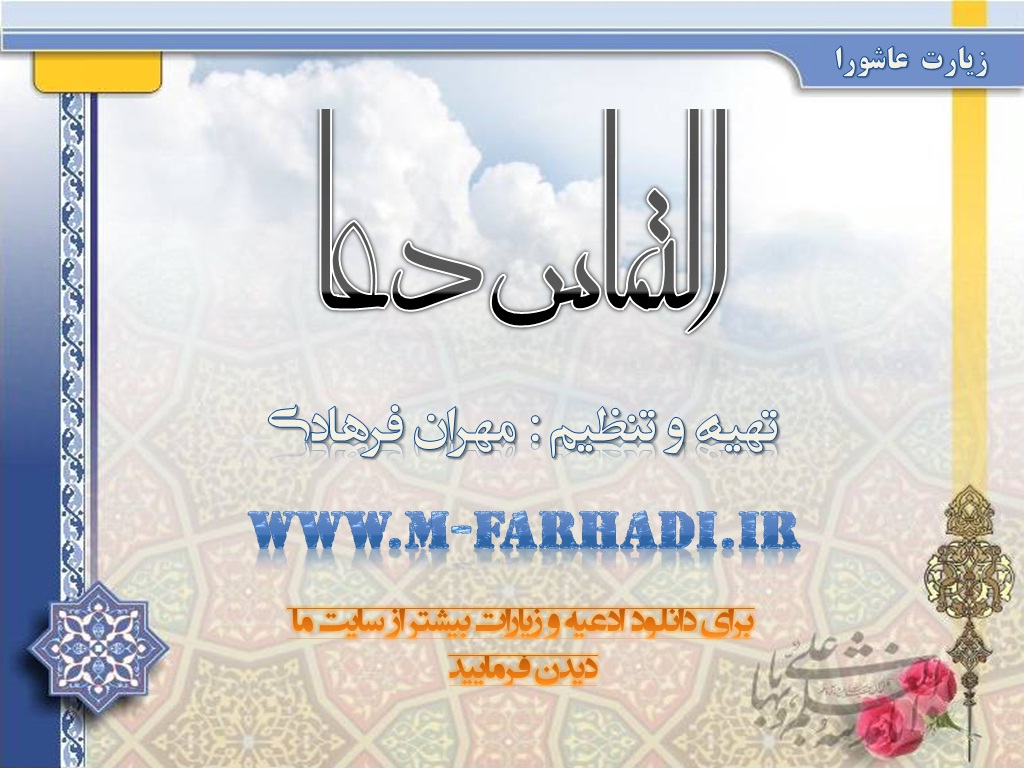 زیارت عاشورا
التماس دعا
تهیه و تنظیم : مهران فرهادی
WWW.M-FARHADI.IR
برای دانلود ادعیه و زیارات بیشتر از سایت ما
دیدن فرمایید